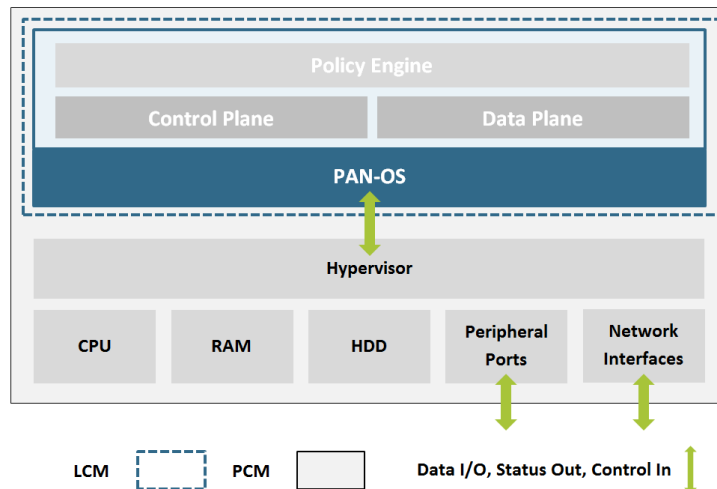 Policy Engine
Control Plane
Data Plane
PAN-OS
Hypervisor
CPU
RAM
HDD
Peripheral
Ports
Network
Interfaces
LCM
PCM
Data I/O, Status Out, Control In